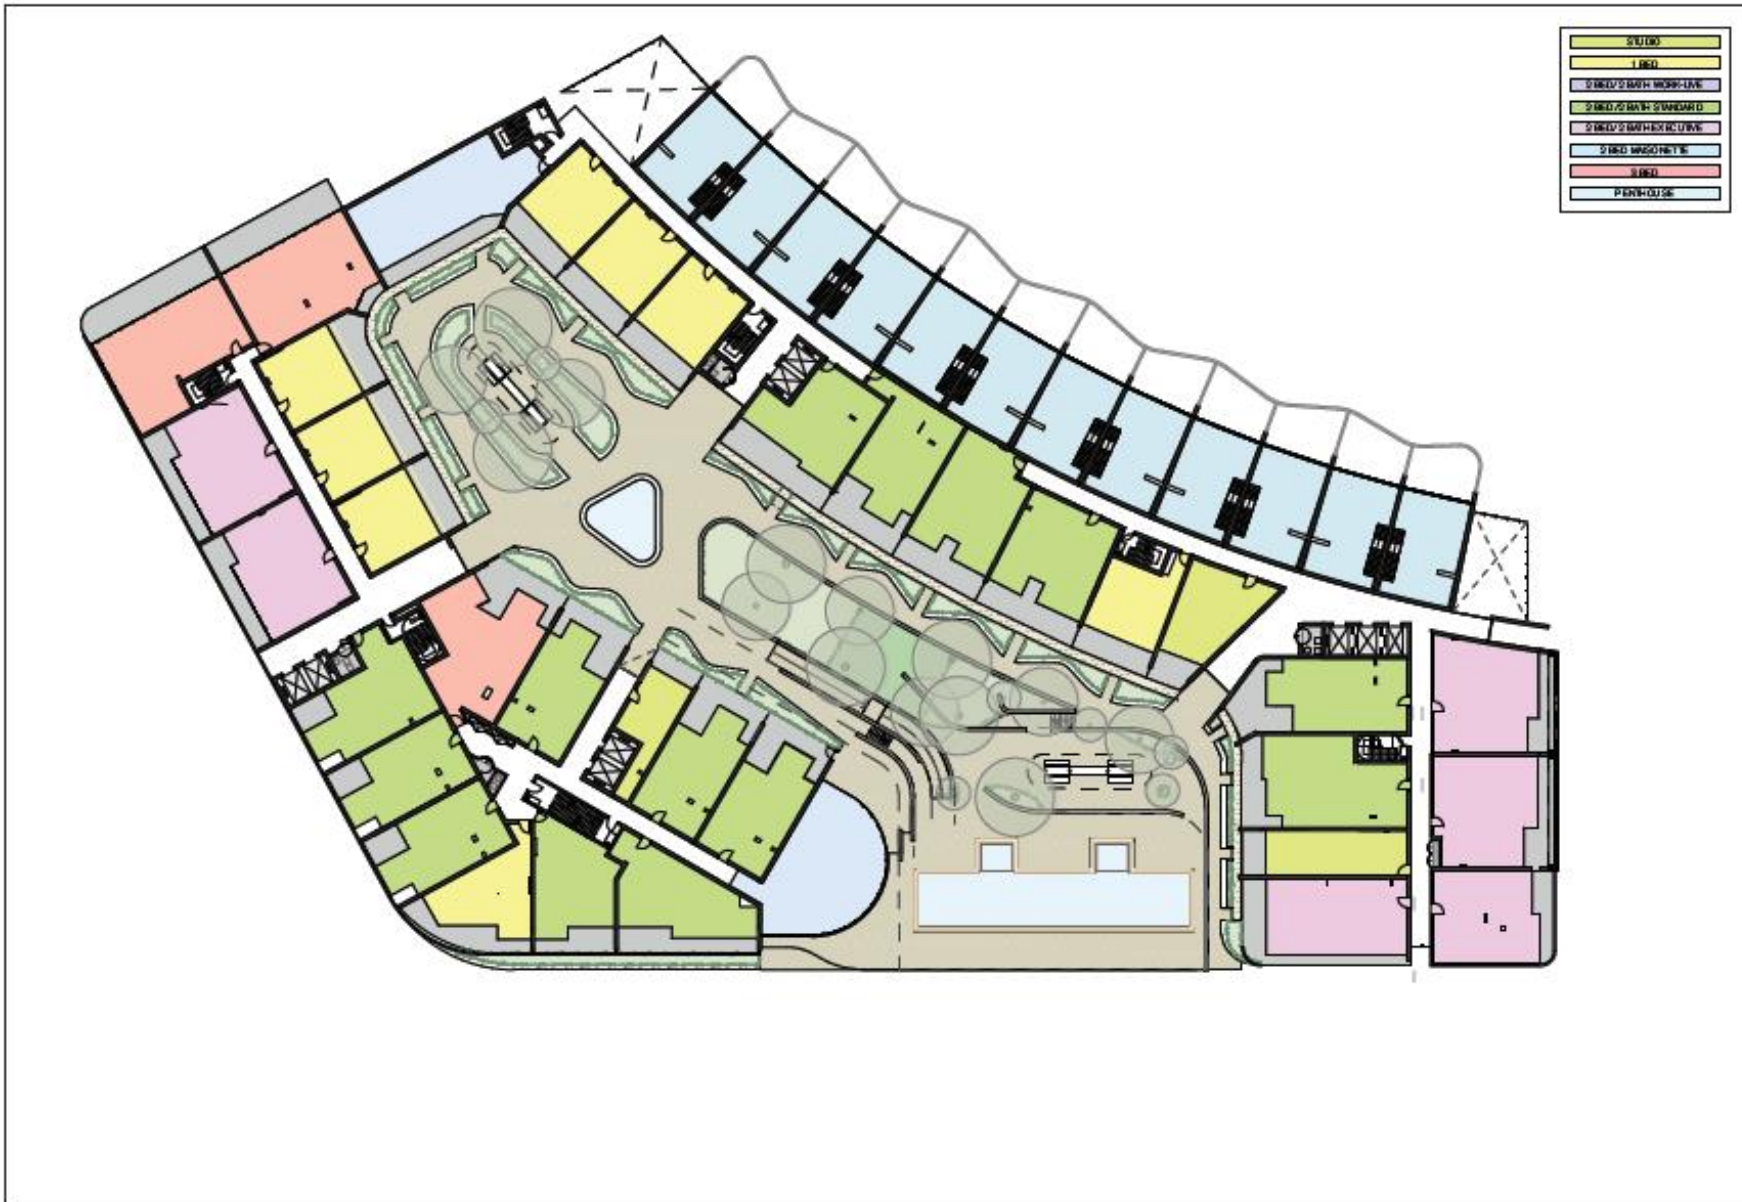 STUDIO
1 BED
2 BED/2 BATH WORK-LIVE
2 BED/2 BATH STANDARD
2 BED/2 BATH EXECUTIVE
2 BED MAISONETTE
3 BED
PENTHOUSE